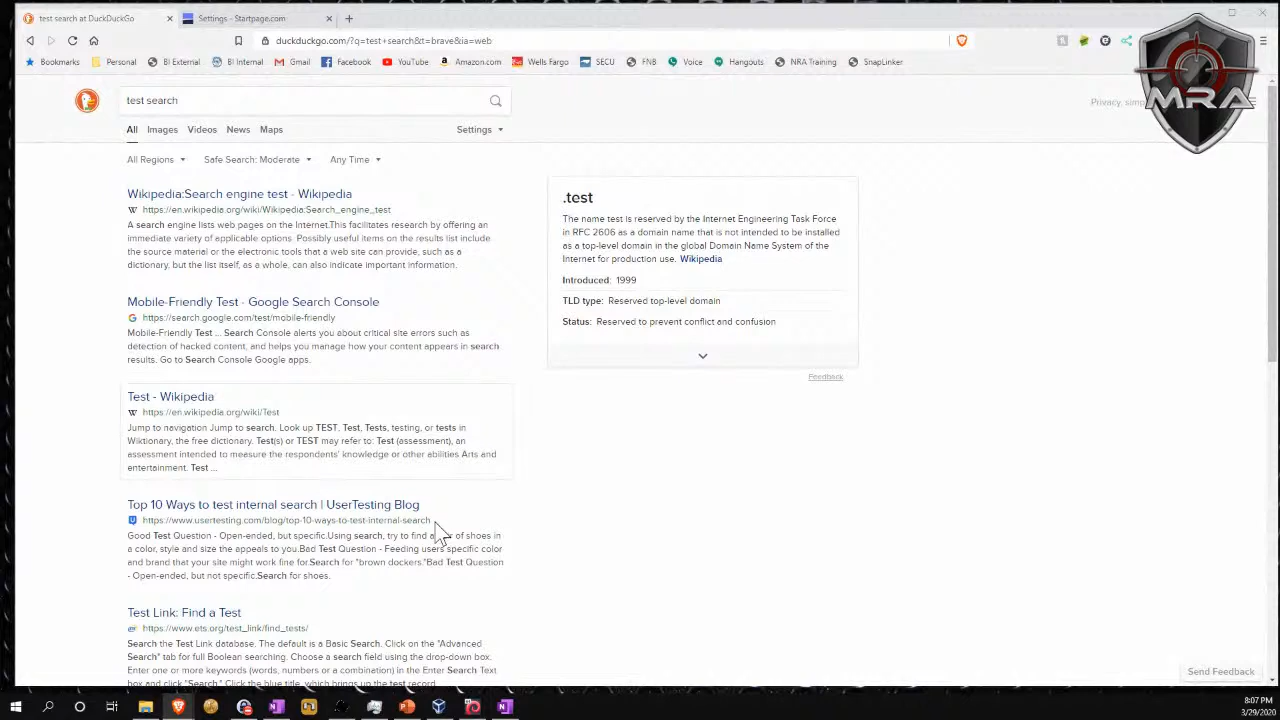 test search at DuckDuckGo
Settings - Startpage.com
duckduckgo.com/?q=test+search&t=brave&ia=web
Bookmarks Personal BI External BI Internal Gmail Facebook YouTube Amazon.com Wells Fargo SECU FNB Voice Hangouts NRA Training SnapLinker
MRA
test search
Privacy, simp
All Images Videos News Maps Settings
All Regions Safe Search: Moderate Any Time
Wikipedia:Search engine test - Wikipedia
https://en.wikipedia.org/wiki/Wikipedia:Search_engine_test
A search engine lists web pages on the Internet.This facilitates research by offering an
immediate variety of applicable options. Possibly useful items on the results list include
the source material or the electronic tools that a web site can provide, such as a
dictionary, but the list itself, as a whole, can also indicate important information.
Mobile-Friendly Test - Google Search Console
https://search.google.com/test/mobile-friendly
Mobile-Friendly Test ... Search Console alerts you about critical site errors such as
detection of hacked content, and helps you manage how your content appears in search
results. Go to Search Console Google apps.
Test - Wikipedia
https://en.wikipedia.org/wiki/Test
Jump to navigation Jump to search. Look up TEST, Test, Tests, testing, or tests in
Wiktionary, the free dictionary. Test(s) or TEST may refer to: Test (assessment), an
assessment intended to measure the respondents' knowledge or other abilities Arts and
entertainment. Test ...
Top 10 Ways to test internal search | UserTesting Blog
https://www.usertesting.com/blog/top-10-ways-to-test-internal-search
Good Test Question - Open-ended, but specific.Using search, try to find a of shoes in
a color, style and size the appeals to you.Bad Test Question - Feeding users specific color
and brand that your site might work fine for.Search for "brown dockers."Bad Test Question
- Open-ended, but not specific.Search for shoes.
Test Link: Find a Test
https://www.ets.org/test_link/find_tests/
Search the Test Link database. The default is a Basic Search. Click on the "Advanced
Search" tab for full Boolean searching. Choose a search field using the drop-down box.
Enter one or more keywords (words, numbers or a combination) in the Enter Search Text
box and click "Search." Click the blue title, which brings up the test record.
.test
The name test is reserved by the Internet Engineering Task Force
in RFC 2606 as a domain name that is not intended to be installed
as a top-level domain in the global Domain Name System of the
Internet for production use. Wikipedia
Introduced: 1999
TLD type: Reserved top-level domain
Status: Reserved to prevent conflict and confusion
Feedback
Send Feedback
8:07 PM
3/29/2020